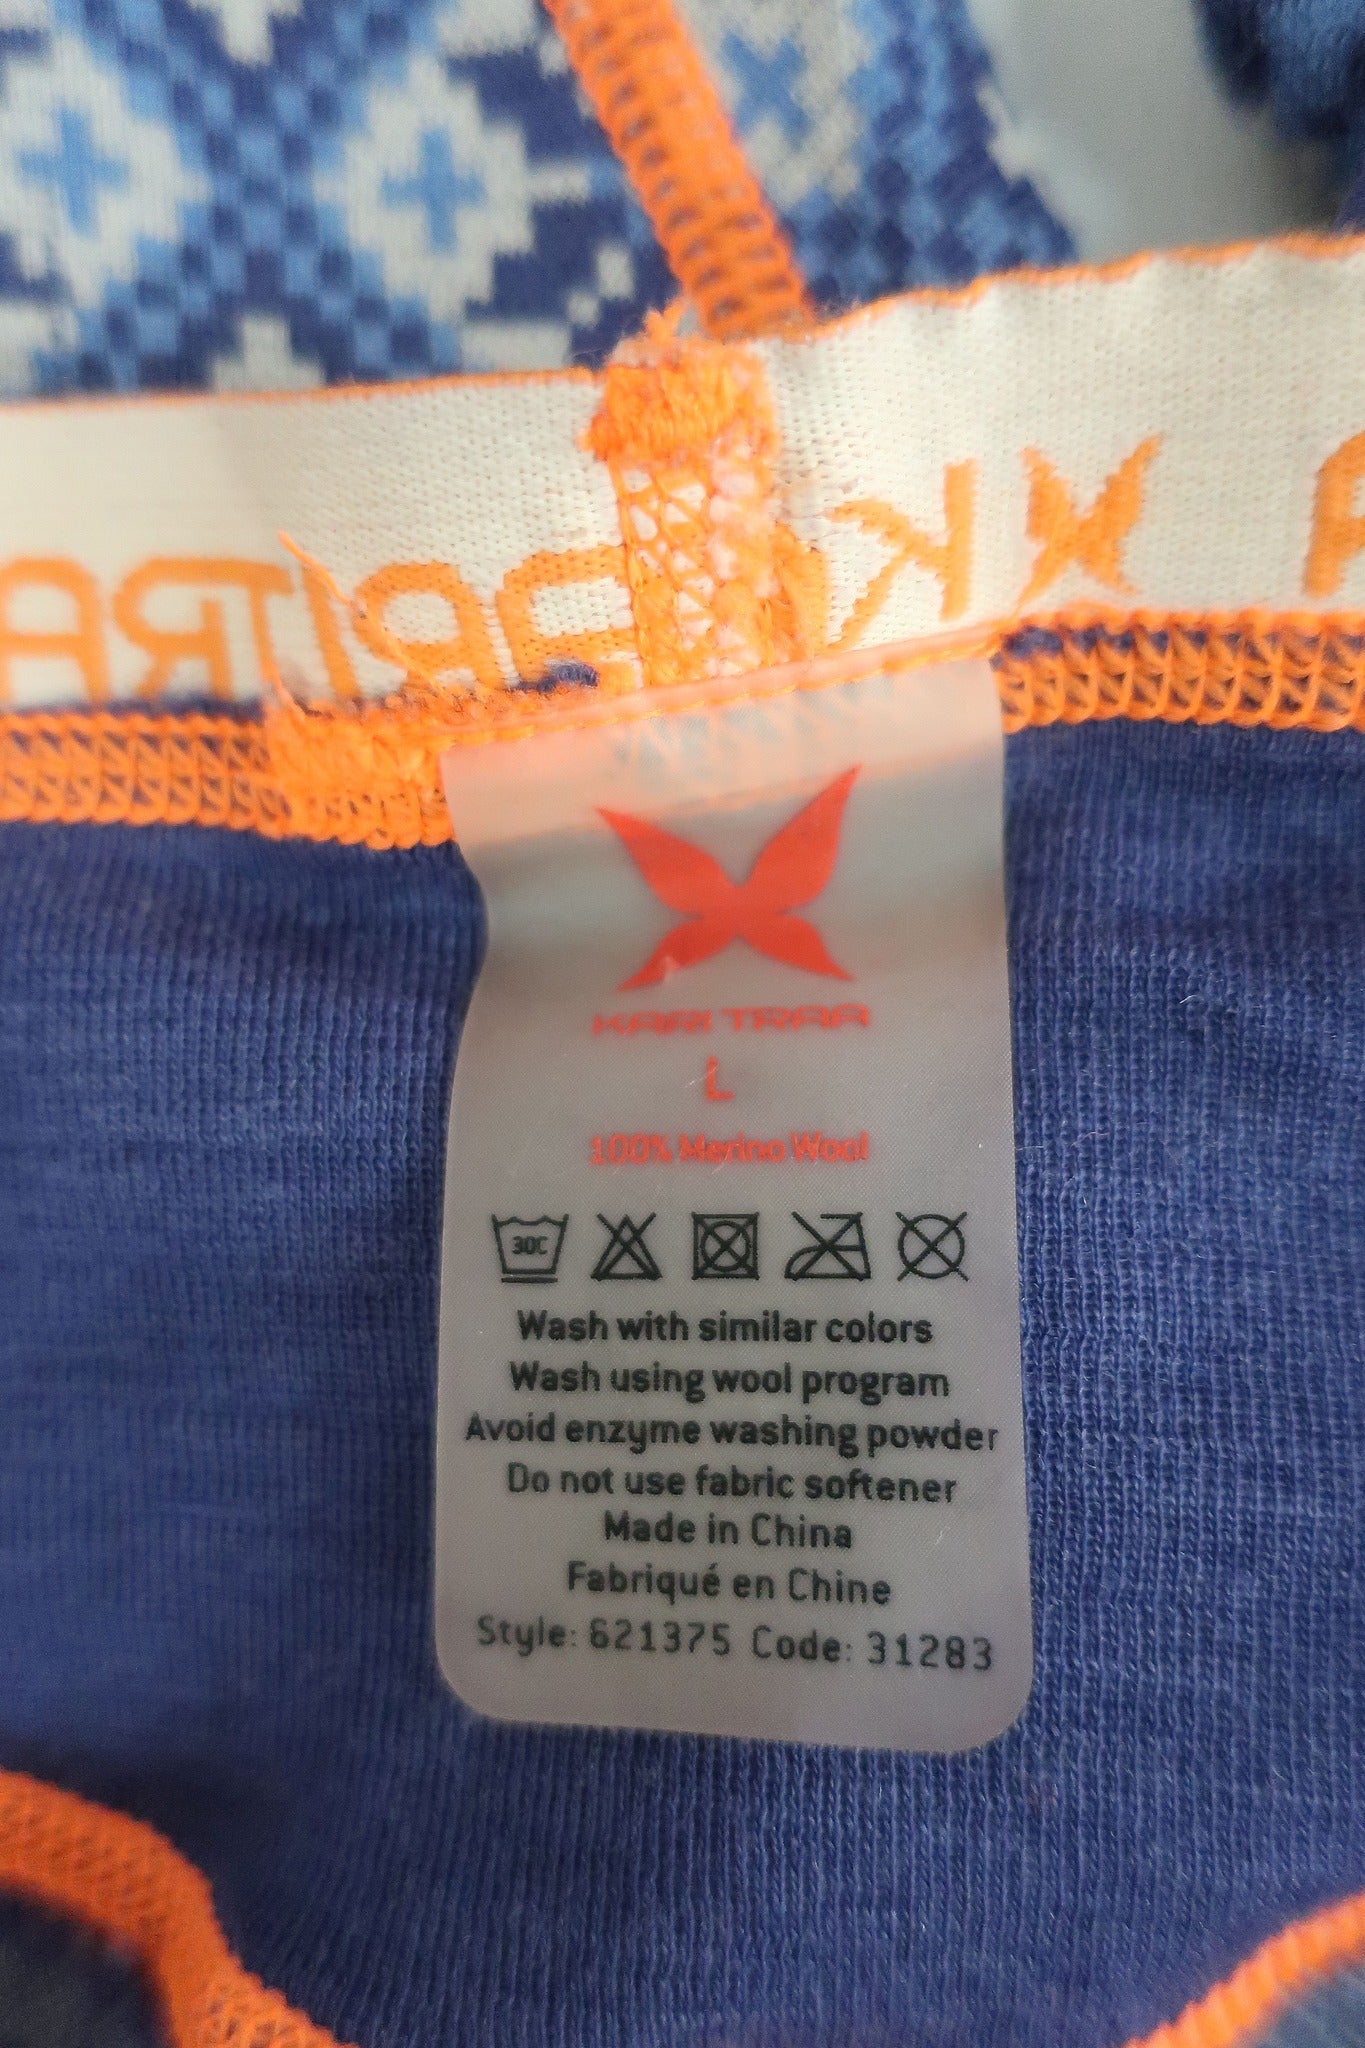 KARI TRAA
L
100% Merino Wool
30C
Wash with similar colors
Wash using wool program
Avoid enzyme washing powder
Do not use fabric softener
Made in China
Fabriqué en Chine
Style: 621375 Code: 31283